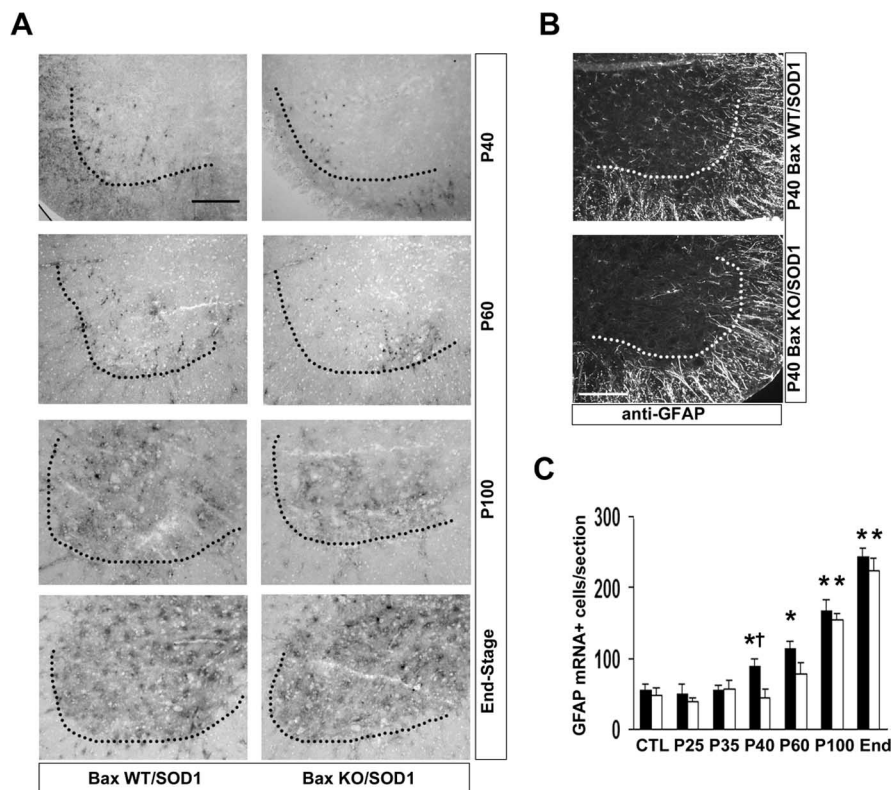 A
P40
P60
P100
End-Stage
Bax WT/SOD1
Bax KO/SOD1
B
P40 Bax WT/SOD1
P40 Bax KO/SOD1
anti-GFAP
C
GFAP mRNA+ cells/section
300
200
100
0
*†
*
**
**
CTL P25 P35 P40 P60 P100 End